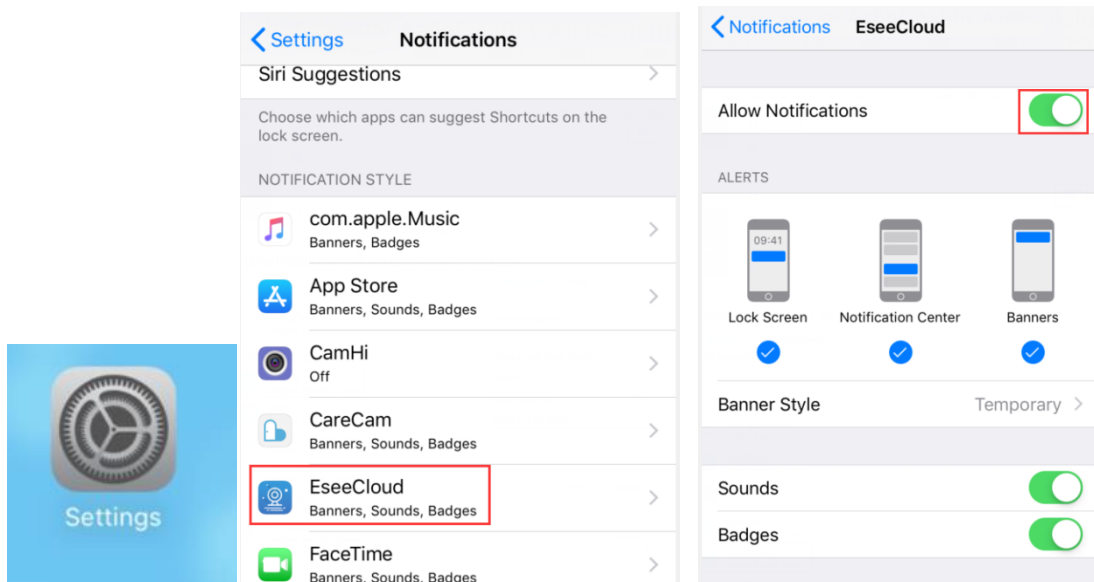 Settings
Settings
Notifications
Siri Suggestions
Choose which apps can suggest Shortcuts on the
lock screen.
NOTIFICATION STYLE
com.apple.Music
Banners, Badges
App Store
Banners, Sounds, Badges
CamHi
Off
CareCam
Banners, Sounds, Badges
EseeCloud
Banners, Sounds, Badges
FaceTime
Banners, Sounds, Badges
Notifications
EseeCloud
Allow Notifications
ALERTS
09:41
Lock Screen
Notification Center
Banners
Banner Style
Temporary
Sounds
Badges